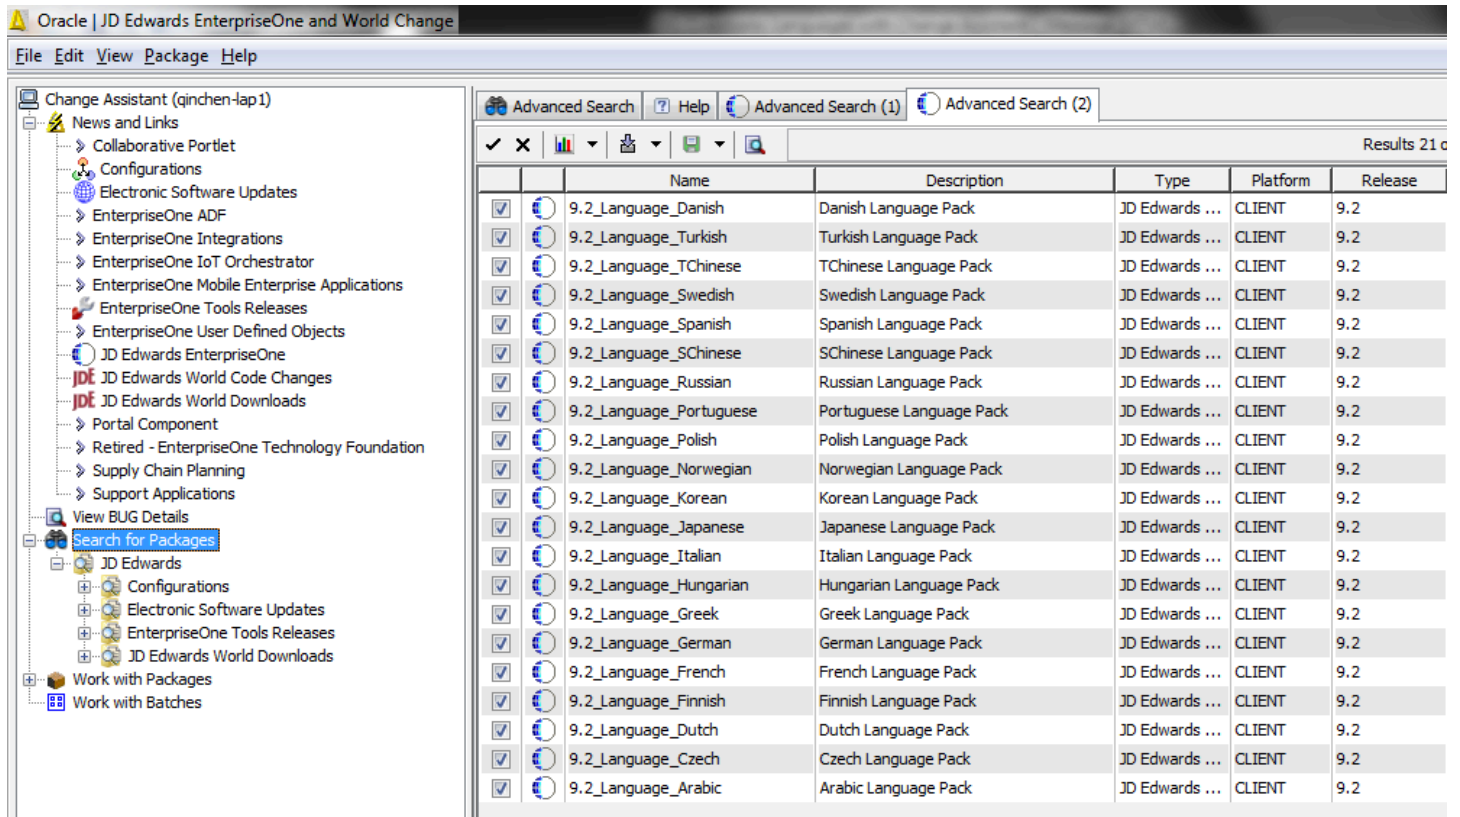 Oracle | JD Edwards EnterpriseOne and World Change
File Edit View Package Help
Change Assistant (qinchen-lap1)
News and Links
Collaborative Portlet
Configurations
Electronic Software Updates
EnterpriseOne ADF
EnterpriseOne Integrations
EnterpriseOne IoT Orchestrator
EnterpriseOne Mobile Enterprise Applications
EnterpriseOne Tools Releases
EnterpriseOne User Defined Objects
JD Edwards EnterpriseOne
JDE JD Edwards World Code Changes
JDE JD Edwards World Downloads
Portal Component
Retired - EnterpriseOne Technology Foundation
Supply Chain Planning
Support Applications
View BUG Details
Search for Packages
JD Edwards
Configurations
Electronic Software Updates
EnterpriseOne Tools Releases
JD Edwards World Downloads
Work with Packages
Work with Batches
Advanced Search Help Advanced Search (1) Advanced Search (2)
Results 21
Name Description Type Platform Release
9.2_Language_Danish Danish Language Pack JD Edwards ... CLIENT 9.2
9.2_Language_Turkish Turkish Language Pack JD Edwards ... CLIENT 9.2
9.2_Language_TChinese TChinese Language Pack JD Edwards ... CLIENT 9.2
9.2_Language_Swedish Swedish Language Pack JD Edwards ... CLIENT 9.2
9.2_Language_Spanish Spanish Language Pack JD Edwards ... CLIENT 9.2
9.2_Language_SChinese SChinese Language Pack JD Edwards ... CLIENT 9.2
9.2_Language_Russian Russian Language Pack JD Edwards ... CLIENT 9.2
9.2_Language_Portuguese Portuguese Language Pack JD Edwards ... CLIENT 9.2
9.2_Language_Polish Polish Language Pack JD Edwards ... CLIENT 9.2
9.2_Language_Norwegian Norwegian Language Pack JD Edwards ... CLIENT 9.2
9.2_Language_Korean Korean Language Pack JD Edwards ... CLIENT 9.2
9.2_Language_Japanese Japanese Language Pack JD Edwards ... CLIENT 9.2
9.2_Language_Italian Italian Language Pack JD Edwards ... CLIENT 9.2
9.2_Language_Hungarian Hungarian Language Pack JD Edwards ... CLIENT 9.2
9.2_Language_Greek Greek Language Pack JD Edwards ... CLIENT 9.2
9.2_Language_German German Language Pack JD Edwards ... CLIENT 9.2
9.2_Language_French French Language Pack JD Edwards ... CLIENT 9.2
9.2_Language_Finnish Finnish Language Pack JD Edwards ... CLIENT 9.2
9.2_Language_Dutch Dutch Language Pack JD Edwards ... CLIENT 9.2
9.2_Language_Czech Czech Language Pack JD Edwards ... CLIENT 9.2
9.2_Language_Arabic Arabic Language Pack JD Edwards ... CLIENT 9.2